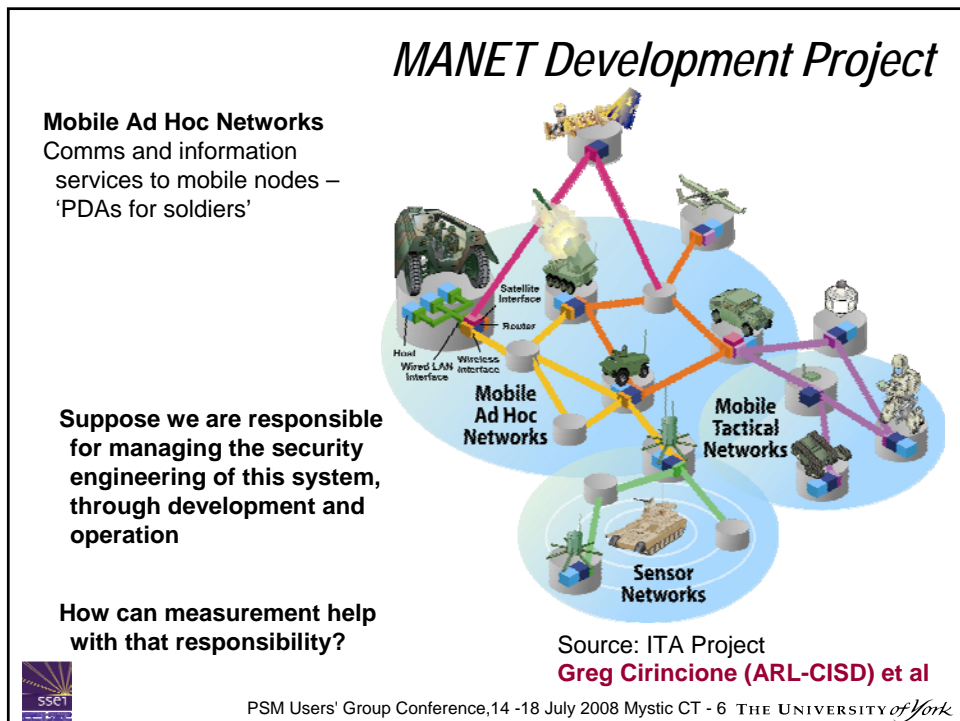 MANET Development Project
Mobile Ad Hoc Networks
Comms and information
services to mobile nodes –
‘PDAs for soldiers’
Satellite
Interface
Router
Host
Wired LAN
Interface
Wireless
Interface
Mobile
Ad Hoc
Networks
Mobile
Tactical
Networks
Suppose we are responsible
for managing the security
engineering of this system,
through development and
operation
Sensor
Networks
How can measurement help
with that responsibility?
Source: ITA Project
Greg Cirincione (ARL-CISD) et al
ssei
PSM Users' Group Conference,14 -18 July 2008 Mystic CT - 6 THE UNIVERSITY of York